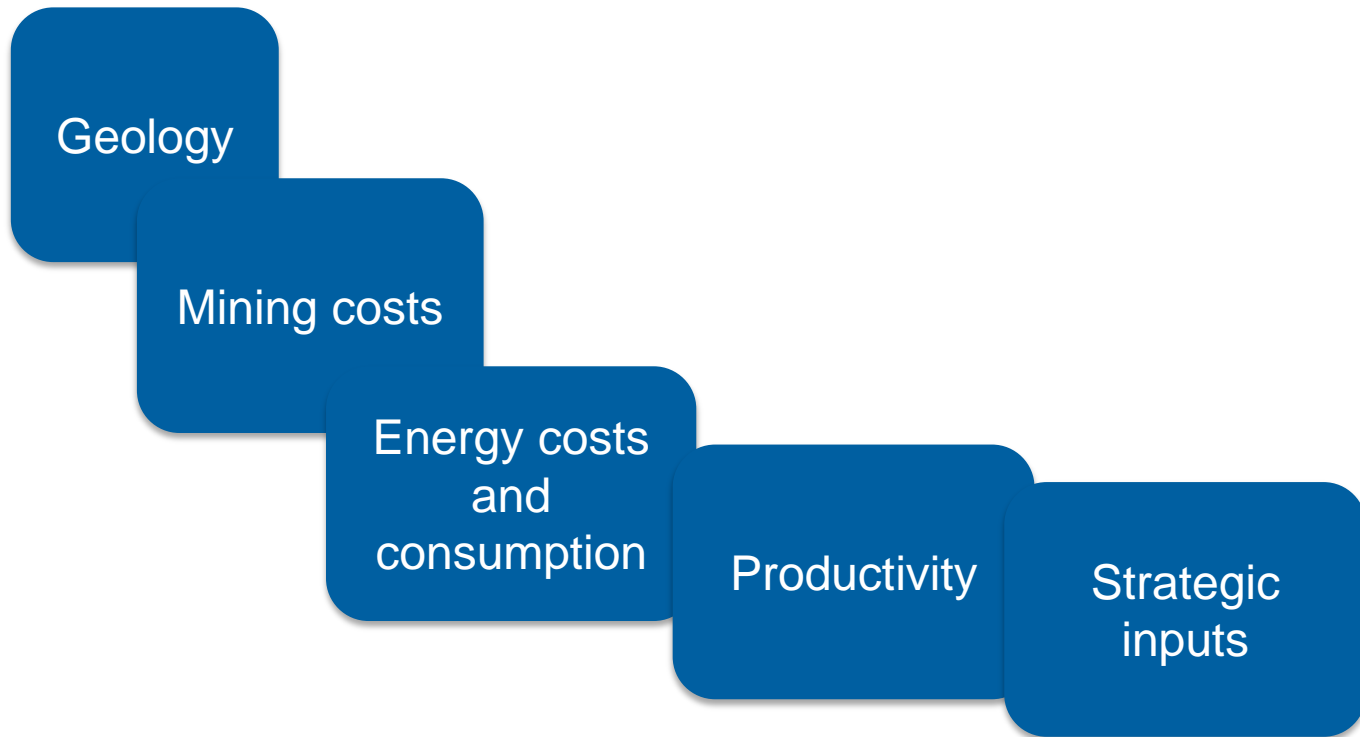 Geology
Mining costs
Energy costs
and
consumption
Productivity
Strategic
inputs